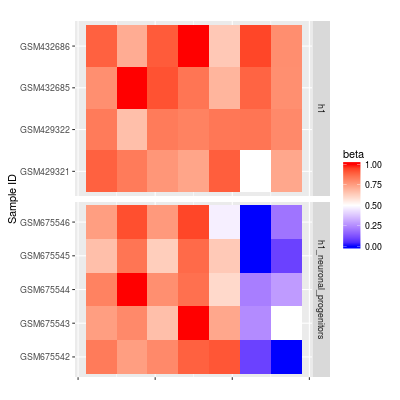 GSM432686
GSM432685
GSM429322
GSM429321
h1
GSM675546
GSM675545
GSM675544
GSM675543
GSM675542
h1_neuronal_progenitors
Sample ID
beta
1.00
0.75
0.50
0.25
0.00